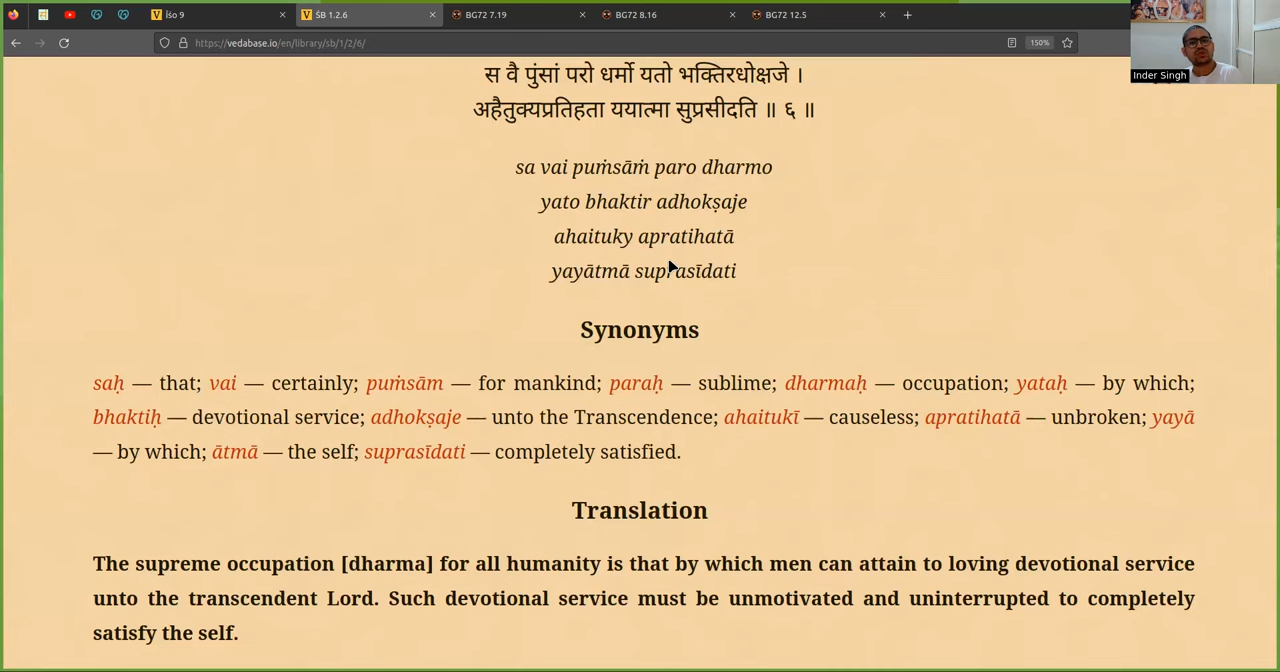 Īśo 9
ŚB 1.2.6
BG72 7.19
BG72 8.16
BG72 12.5
https://vedabase.io/en/library/sb/1/2/6/
150%
Inder Singh
स वै पुंसां परो धर्मो यतो भक्तिरधोक्षजे ।
अहैतुक्यप्रतिहता ययात्मा सुप्रसीदति ॥ ६ ॥
sa vai puṁsāṁ paro dharmo
yato bhaktir adhokṣaje
ahaituky apratihatā
yayātmā suprasīdati
Synonyms
saḥ — that; vai — certainly; puṁsām — for mankind; paraḥ — sublime; dharmaḥ — occupation; yataḥ — by which;
bhaktiḥ — devotional service; adhokṣaje — unto the Transcendence; ahaitukī — causeless; apratihatā — unbroken; yayā
— by which; ātmā — the self; suprasīdati — completely satisfied.
Translation
The supreme occupation [dharma] for all humanity is that by which men can attain to loving devotional service
unto the transcendent Lord. Such devotional service must be unmotivated and uninterrupted to completely
satisfy the self.